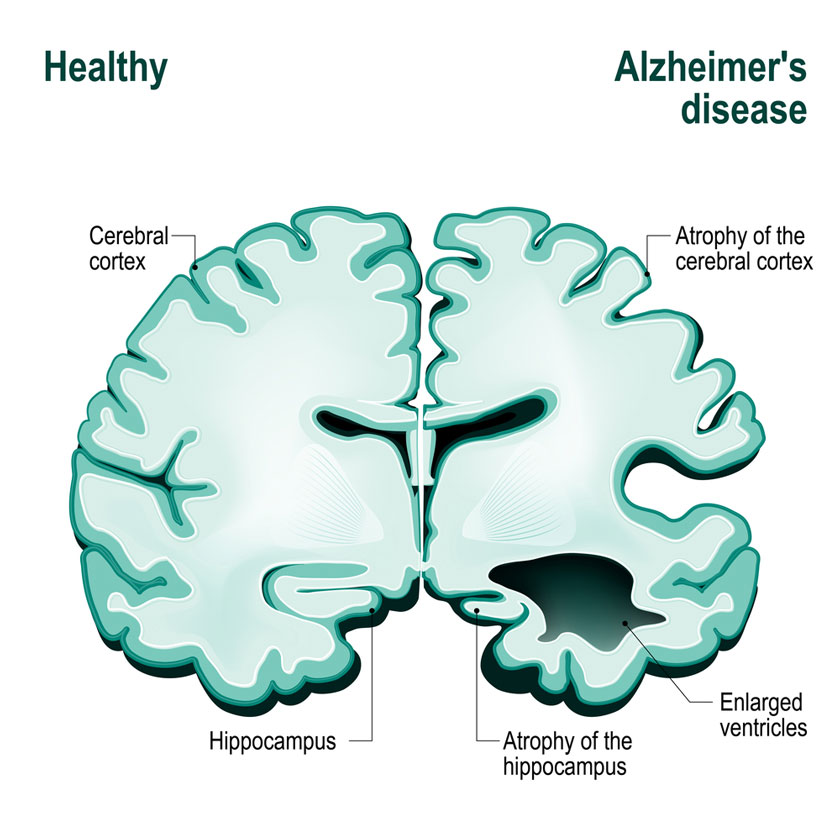 Healthy
Alzheimer's
disease
Cerebral
cortex
Atrophy of the
cerebral cortex
Hippocampus
Atrophy of the
hippocampus
Enlarged
ventricles